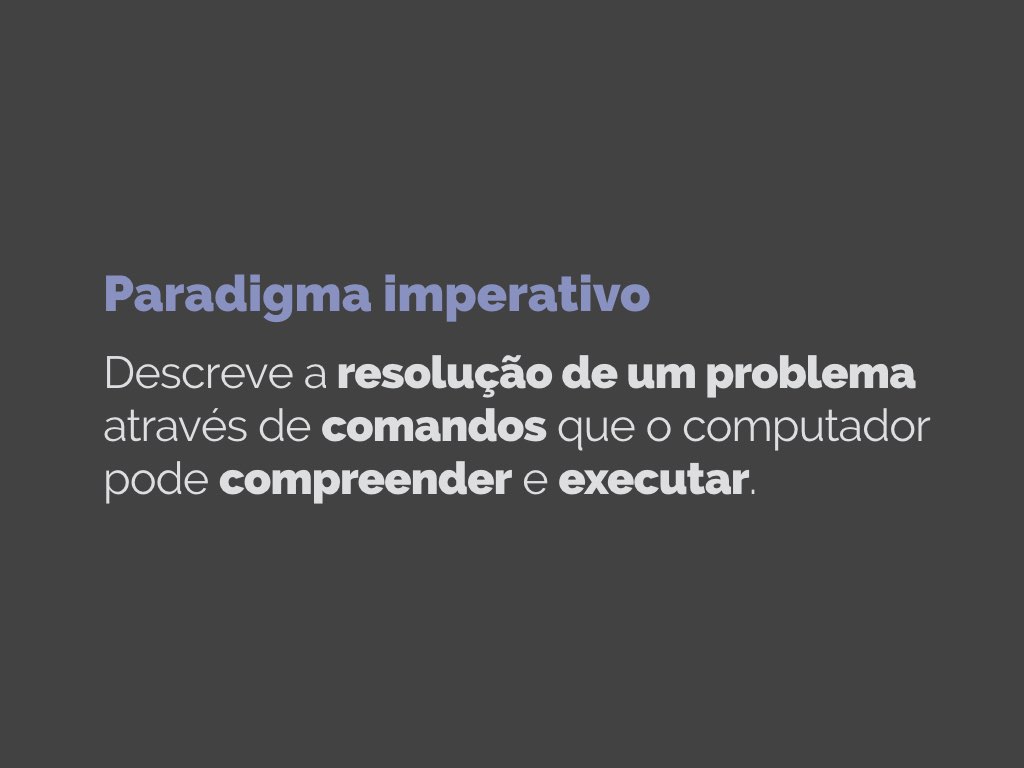 Paradigma imperativo
Descreve a resolução de um problema
através de comandos que o computador
pode compreender e executar.